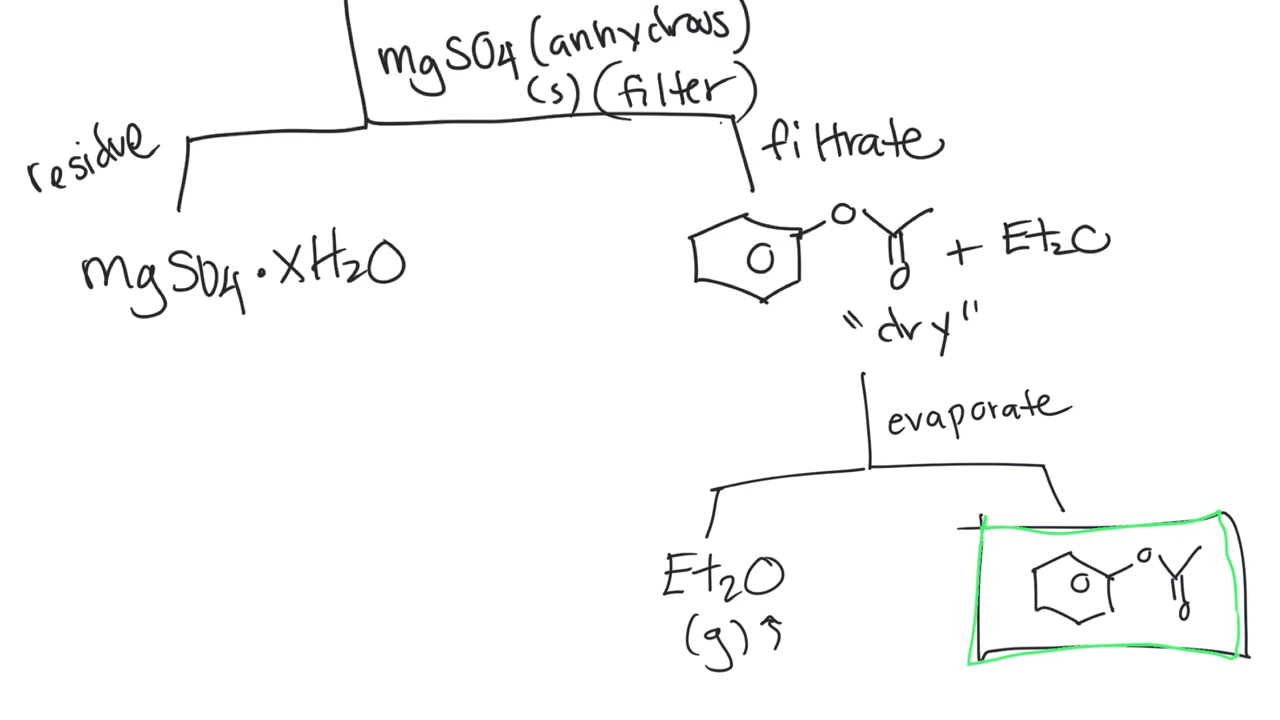 MgSO4 (anhydrous)
(s) (filter)
residue
filtrate
MgSO4 • XH2O
O
O
O
+ Et2O
"dry"
evaporate
Et2O
(g) ↑
O
O
O